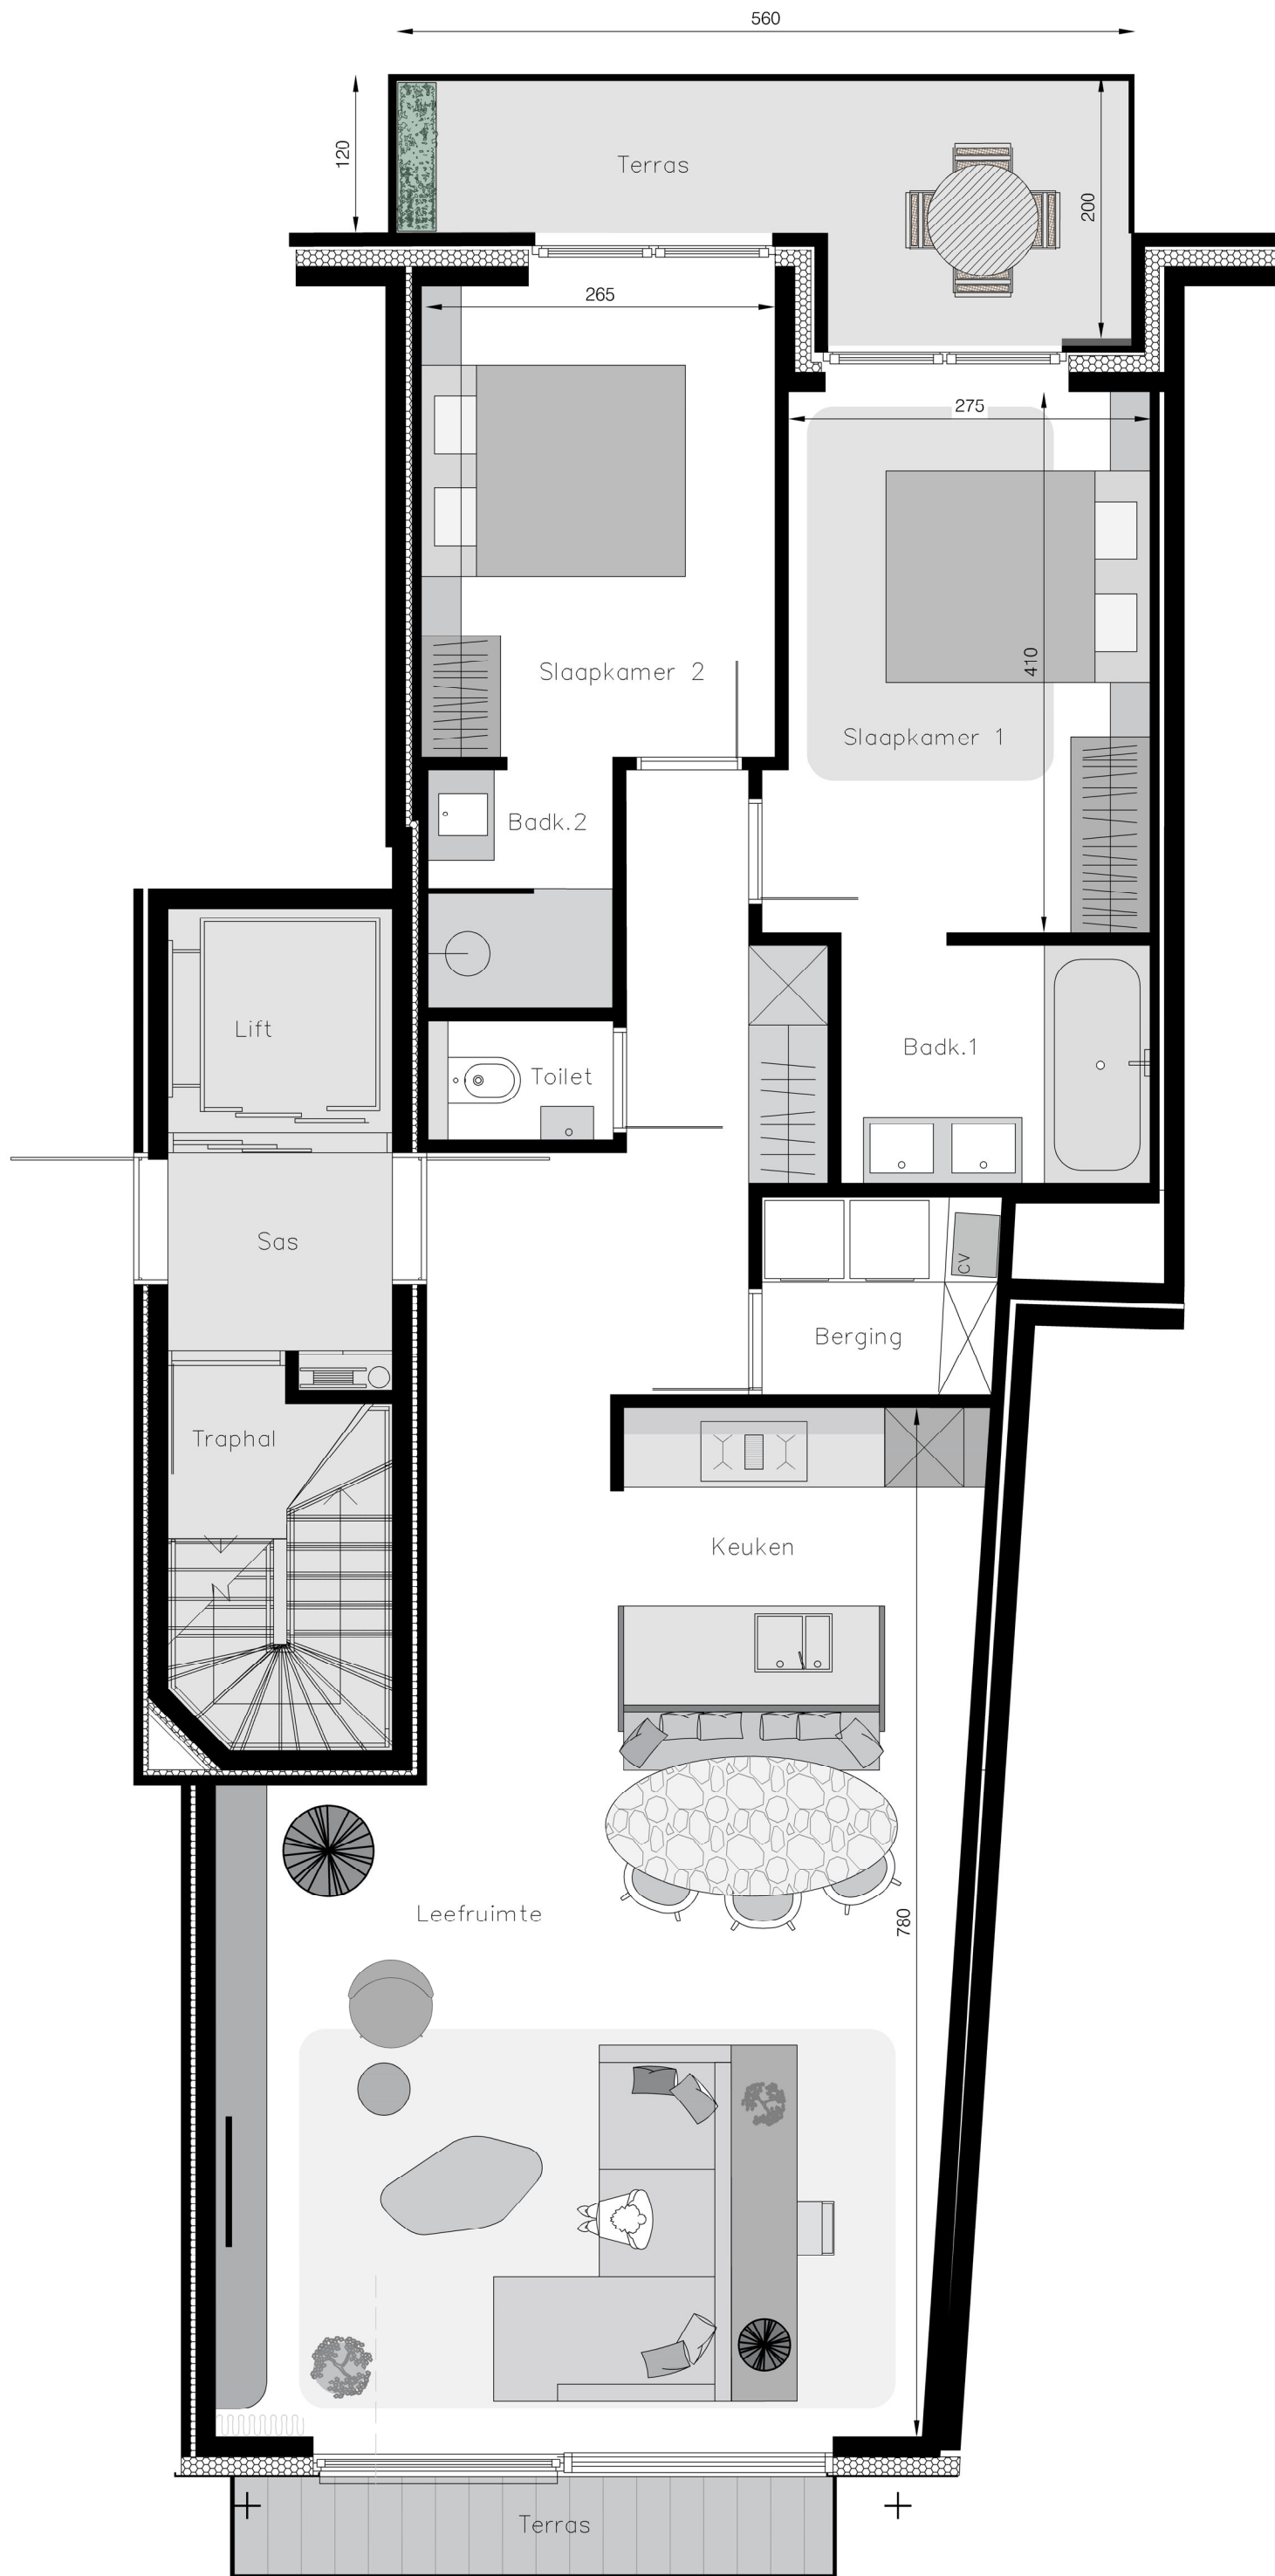 560
120
Terras
200
265
275
410
Slaapkamer 2
Slaapkamer 1
Badk.2
Lift
Badk.1
Toilet
Sas
CV
Berging
Traphal
Keuken
Leefruimte
780
Terras